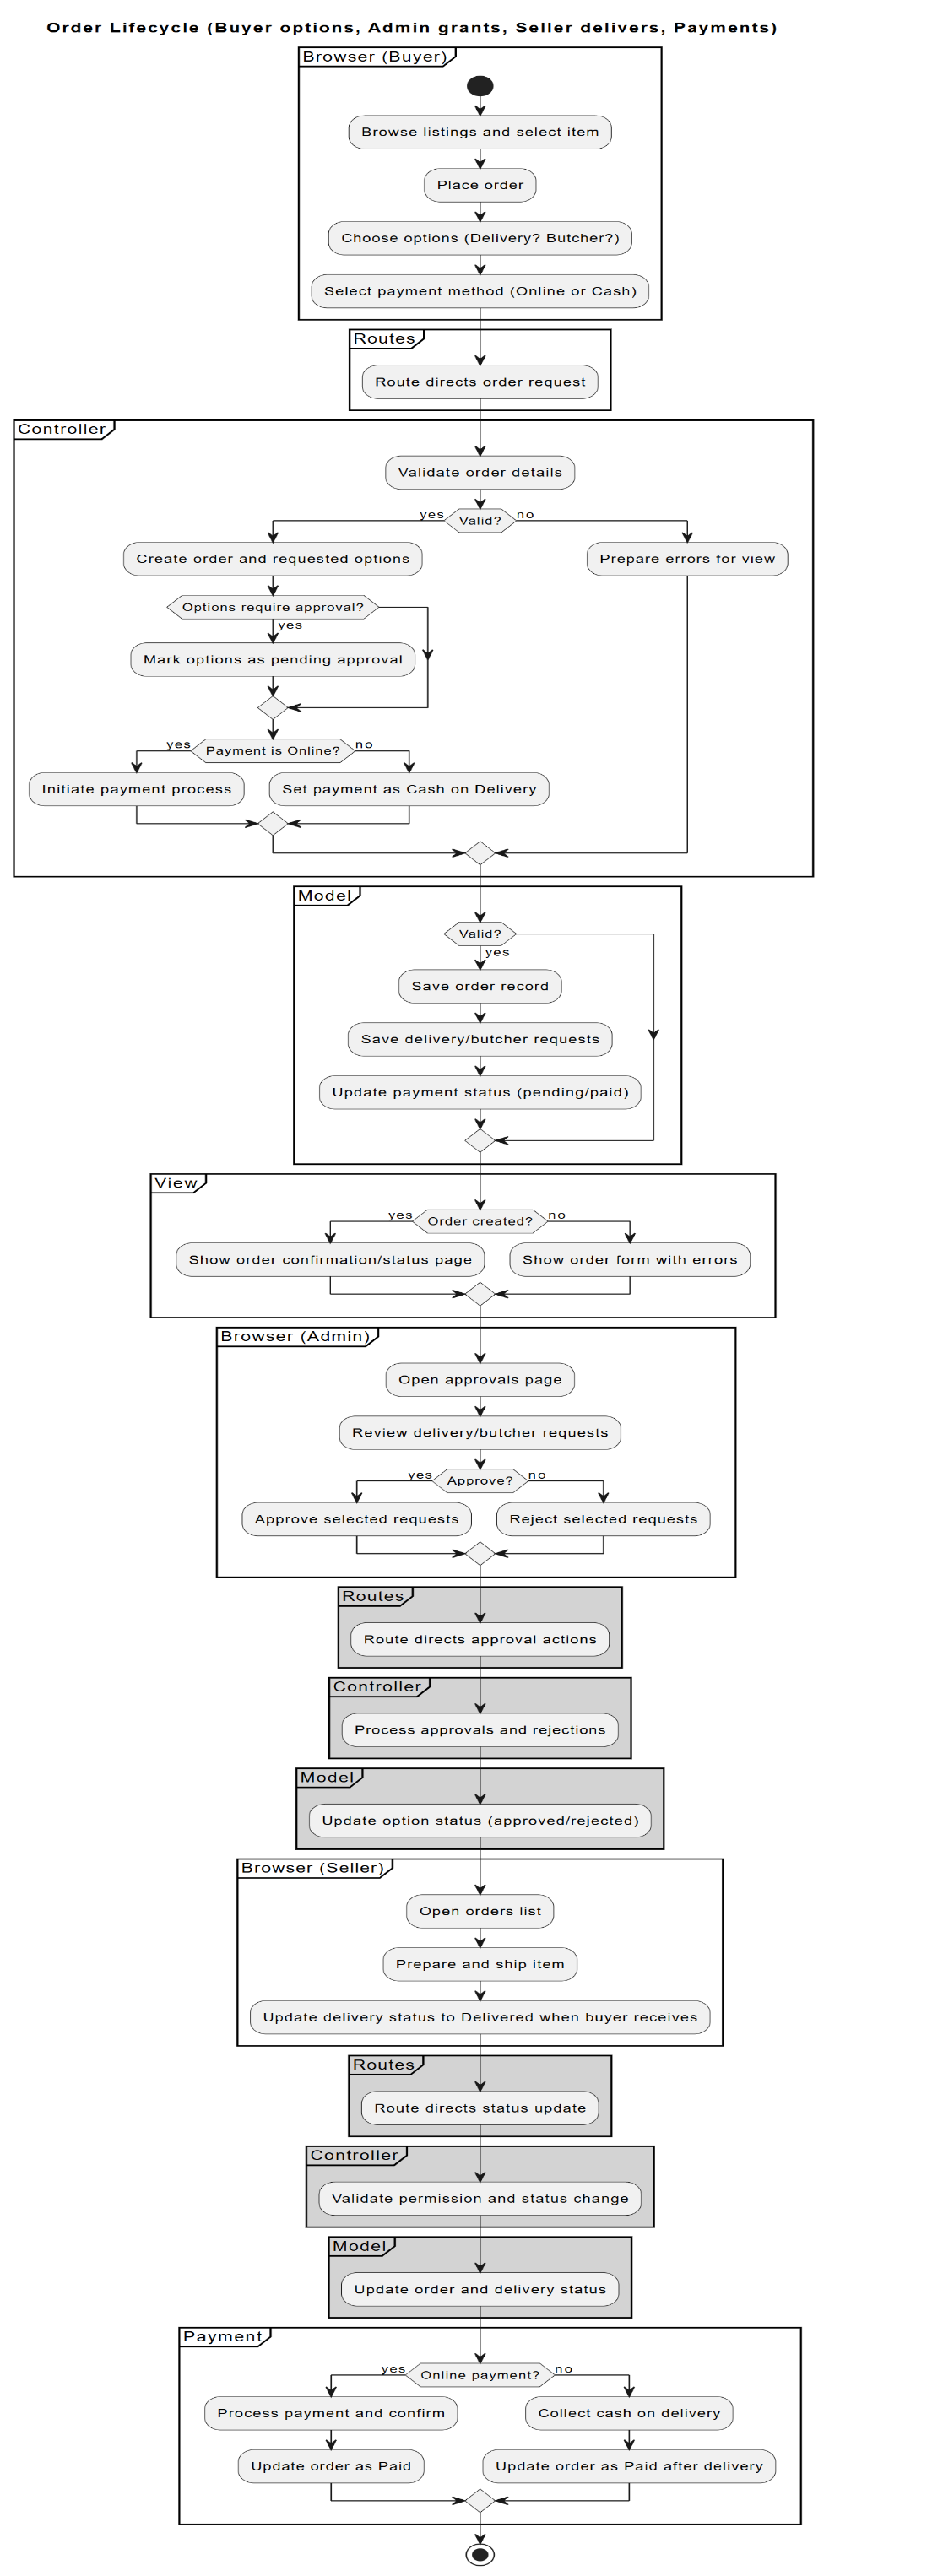 Order Lifecycle (Buyer options, Admin grants, Seller delivers, Payments)
Browser (Buyer)
Browse listings and select item
Place order
Choose options (Delivery? Butcher?)
Select payment method (Online or Cash)
Routes
Route directs order request
Controller
Validate order details
yes
Valid?
no
Create order and requested options
Prepare errors for view
Options require approval?
yes
Mark options as pending approval
yes
Payment is Online?
no
Initiate payment process
Set payment as Cash on Delivery
Model
Valid?
yes
Save order record
Save delivery/butcher requests
Update payment status (pending/paid)
View
yes
Order created?
no
Show order confirmation/status page
Show order form with errors
Browser (Admin)
Open approvals page
Review delivery/butcher requests
yes
Approve?
no
Approve selected requests
Reject selected requests
Routes
Route directs approval actions
Controller
Process approvals and rejections
Model
Update option status (approved/rejected)
Browser (Seller)
Open orders list
Prepare and ship item
Update delivery status to Delivered when buyer receives
Routes
Route directs status update
Controller
Validate permission and status change
Model
Update order and delivery status
Payment
yes
Online payment?
no
Process payment and confirm
Collect cash on delivery
Update order as Paid
Update order as Paid after delivery